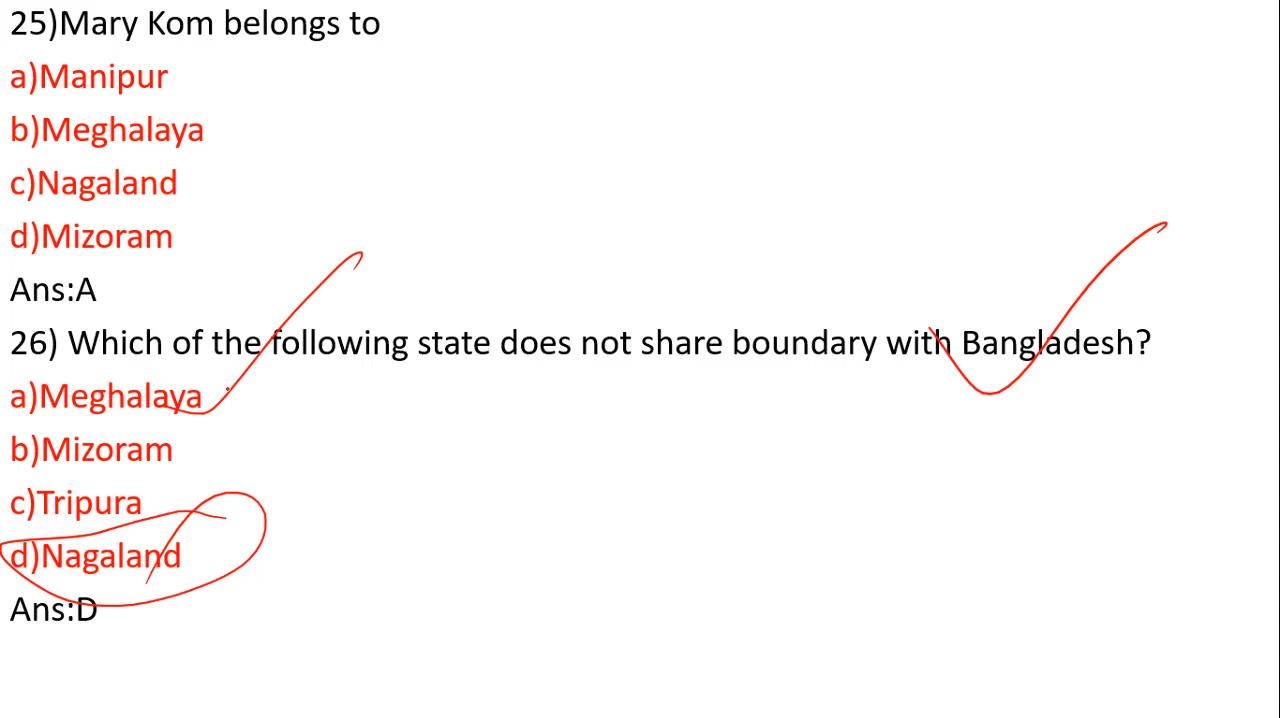 25)Mary Kom belongs to
a)Manipur
b)Meghalaya
c)Nagaland
d)Mizoram
Ans:A
26) Which of the following state does not share boundary with Bangladesh?
a)Meghalaya
b)Mizoram
c)Tripura
d)Nagaland
Ans:D